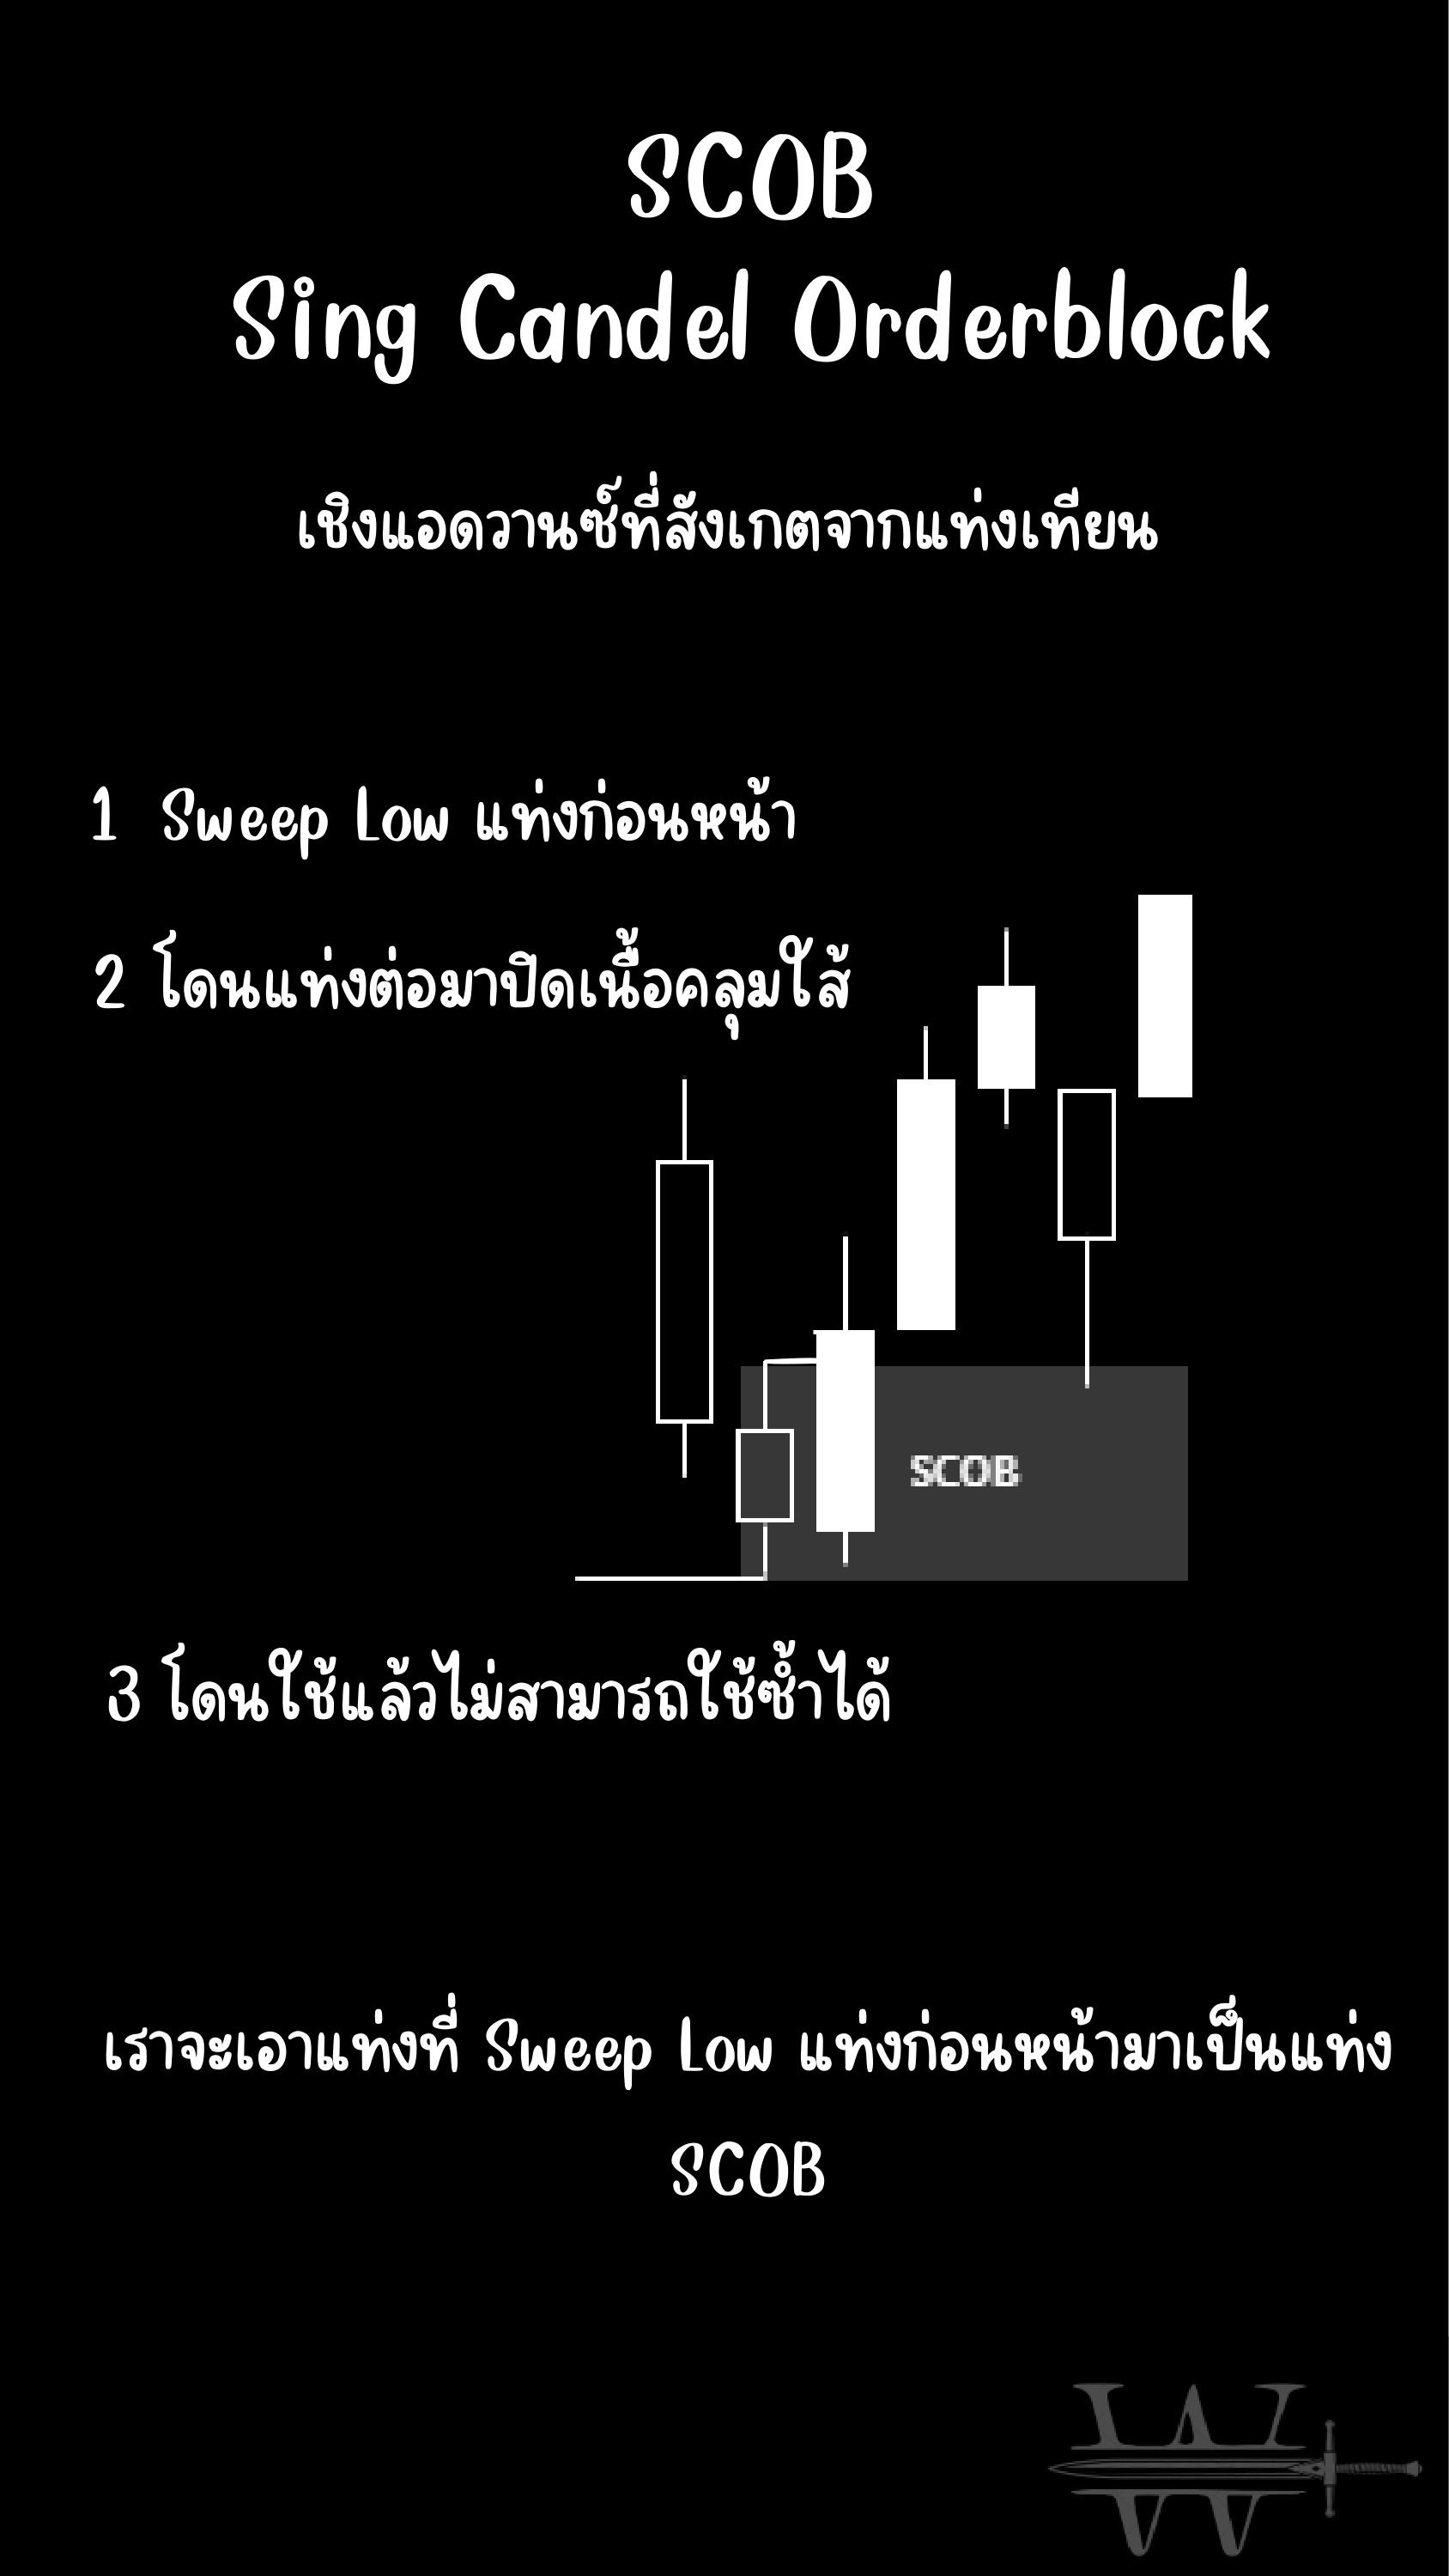 SCOB
Sing Candel Orderblock
เชิงแอดวานซ์ที่สังเกตจากแท่งเทียน
1 Sweep Low แท่งก่อนหน้า
2 โดนแท่งต่อมาปิดเนื้อคลุมใส้
SCOB
3 โดนใช้แล้วไม่สามารถใช้ซ้ำได้
เราจะเอาแท่งที่ Sweep Low แท่งก่อนหน้ามาเป็นแท่ง
SCOB
W